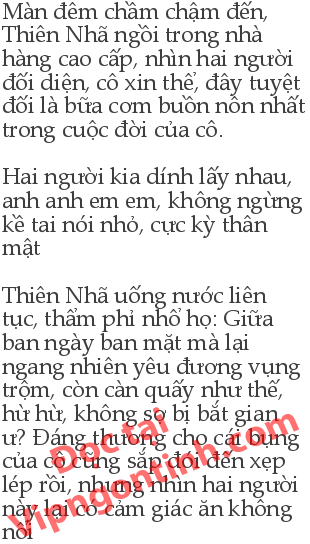 Màn đêm chầm chậm đến,
Thiên Nhã ngồi trong nhà
hàng cao cấp, nhìn hai người
đối diện, cô xin thể, đây tuyệt
đối là bữa cơm buồn nôn nhất
trong cuộc đời của cô.
Hai người kia dính lấy nhau,
anh anh em em, không ngừng
kề tai nói nhỏ, cực kỳ thân
mật
Thiên Nhã uống nước liên
tục, thẩm phỉ nhổ họ: Giữa
ban ngày ban mặt mà lại
ngang nhiên yêu đương vụng
trộm, còn càn quấy như thế,
hừ hừ, không sợ bị bắt gian
ư? Đáng thương cho cái bụng
của cô cũng sắp đói đến xẹp
lép rồi, nhưng nhìn hai người
này lại có cảm giác ăn không
nổi
Đọc tại
Vipngontinh.com